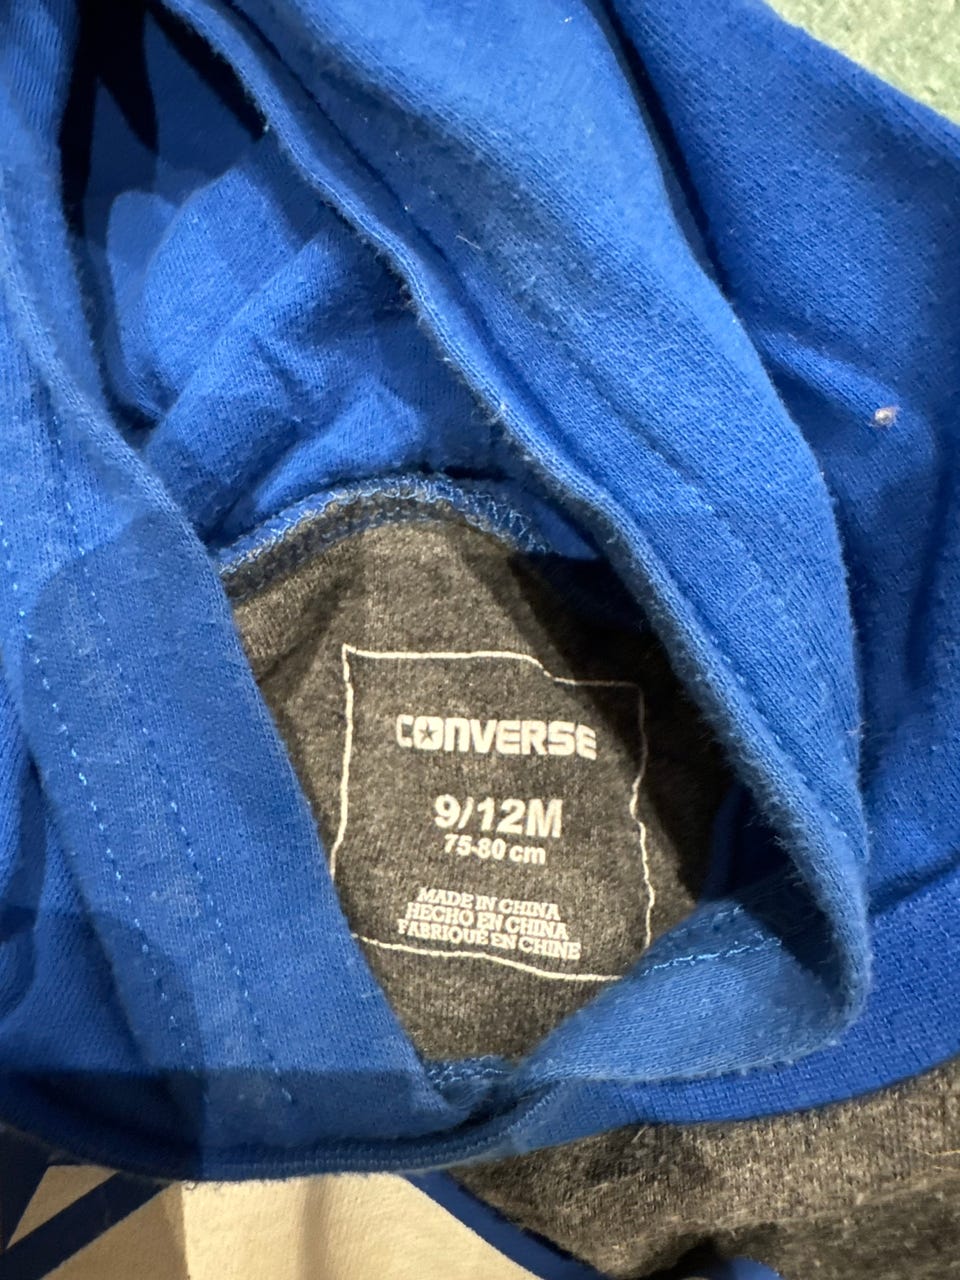 CONVERSE
9/12M
75-80 cm
MADE IN CHINA
HECHO EN CHINA
FABRIQUÉ EN CHINE